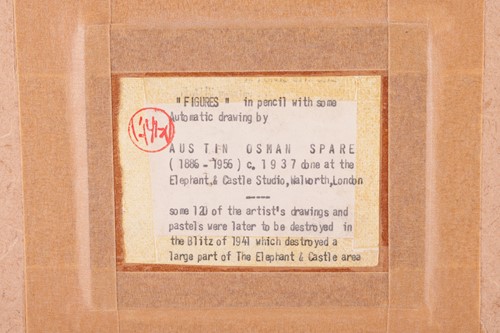 "FIGURES" in pencil with some
Automatic drawing by
AUSTIN OSMAN SPARE
(1886-1956) c.1937 done at the
Elephant,& Castle Studio, Walworth, London
some 120 of the artist's drawings and
pastels were later to be destroyed in
the Blitz of 1941 which destroyed a
large part of The Elephant & Castle area